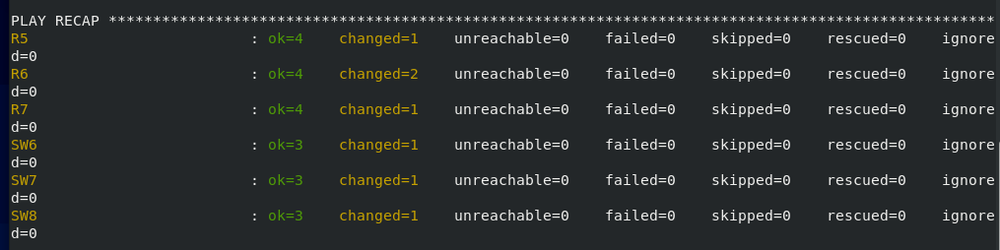 PLAY RECAP ****************************************************************************************************
R5                         : ok=4    changed=1    unreachable=0    failed=0    skipped=0    rescued=0    ignore
d=0
R6                         : ok=4    changed=2    unreachable=0    failed=0    skipped=0    rescued=0    ignore
d=0
R7                         : ok=4    changed=1    unreachable=0    failed=0    skipped=0    rescued=0    ignore
d=0
SW6                        : ok=3    changed=1    unreachable=0    failed=0    skipped=0    rescued=0    ignore
d=0
SW7                        : ok=3    changed=1    unreachable=0    failed=0    skipped=0    rescued=0    ignore
d=0
SW8                        : ok=3    changed=1    unreachable=0    failed=0    skipped=0    rescued=0    ignore
d=0